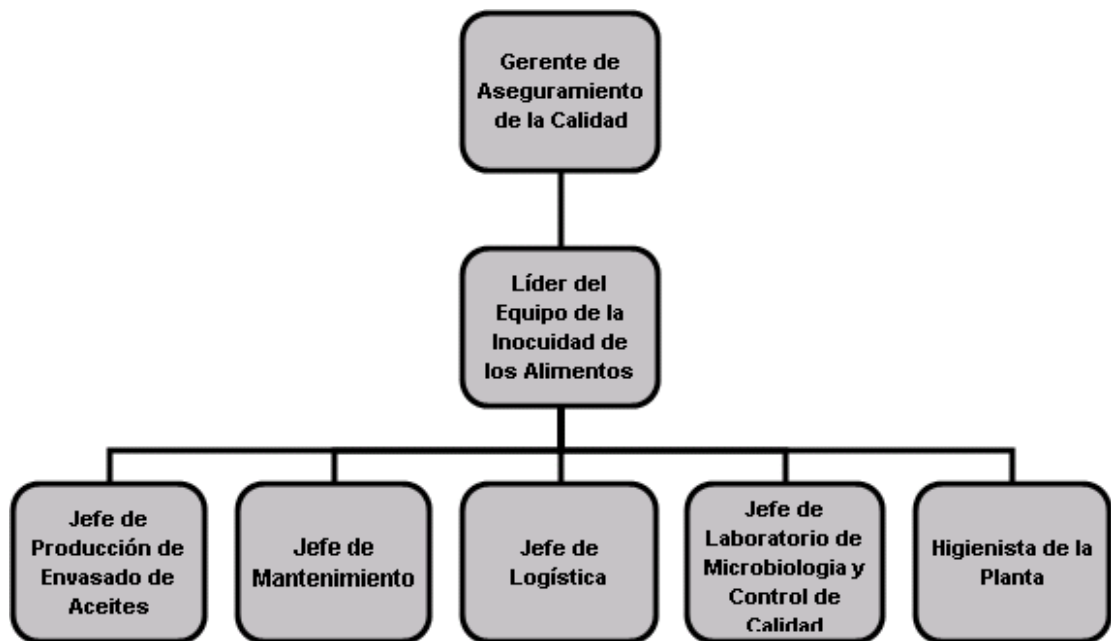 Gerente de
Aseguramiento
de la Calidad
Líder del
Equipo de la
Inocuidad de
los Alimentos
Jefe de
Producción de
Envasado de
Aceites
Jefe de
Mantenimiento
Jefe de
Logística
Jefe de
Laboratorio de
Microbiologia y
Control de
Calidad
Higienista de la
Planta